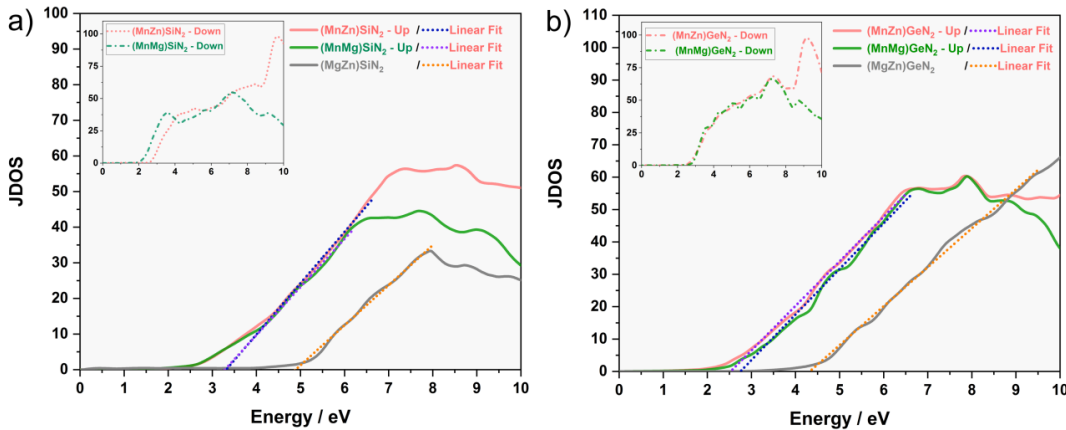 a)
(MnZn)SiN₂ - Down
(MnMg)SiN₂ - Down
(MnZn)SiN₂ - Up / Linear Fit
(MnMg)SiN₂ - Up / Linear Fit
(MgZn)SiN₂ / Linear Fit
100
75
50
25
0
0 2 4 6 8 10
100
90
80
70
60
50
40
30
20
10
0
JDOS
0 1 2 3 4 5 6 7 8 9 10
Energy / eV
b)
(MnZn)GeN₂ - Down
(MnMg)GeN₂ - Down
(MnZn)GeN₂ - Up / Linear Fit
(MnMg)GeN₂ - Up / Linear Fit
(MgZn)GeN₂ / Linear Fit
100
75
50
25
0
0 2 4 6 8 10
110
100
90
80
70
60
50
40
30
20
10
0
JDOS
0 1 2 3 4 5 6 7 8 9 10
Energy / eV